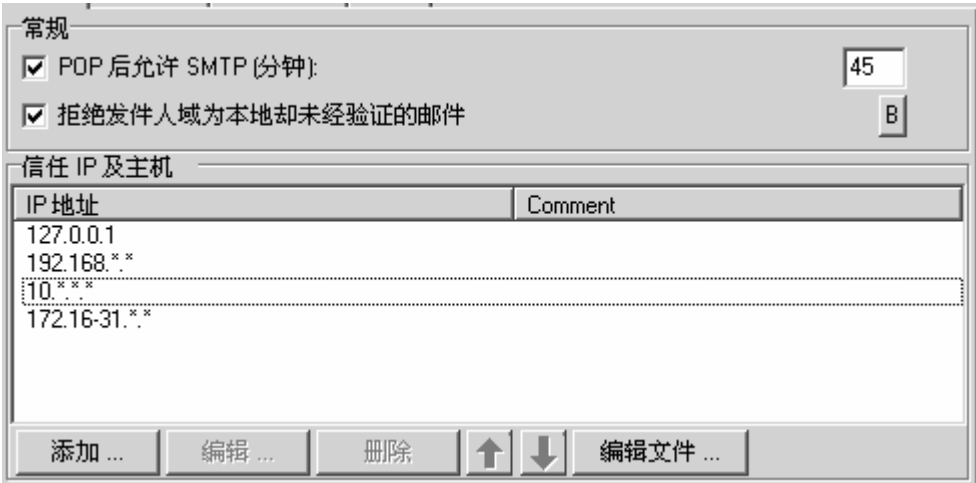 常规
POP 后允许 SMTP (分钟): 45
拒绝发件人域为本地却未经验证的邮件 B
信任 IP 及主机
IP 地址 Comment
127.0.0.1
192.168.*.*
10.*.*.*
172.16-31.*.*
添加 ... 编辑 ... 删除 编辑文件 ...